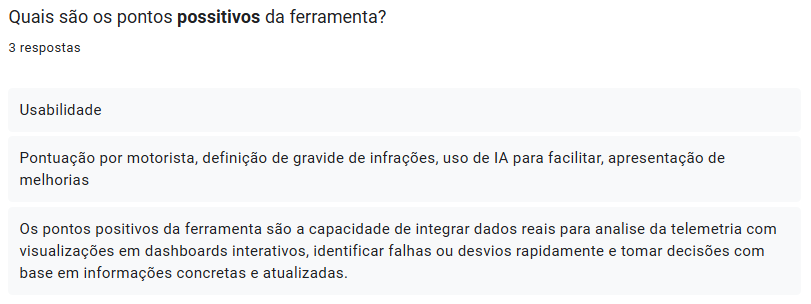 Quais são os pontos possitivos da ferramenta?
3 respostas
Usabilidade
Pontuação por motorista, definição de gravide de infrações, uso de IA para facilitar, apresentação de
melhorias
Os pontos positivos da ferramenta são a capacidade de integrar dados reais para analise da telemetria com
visualizações em dashboards interativos, identificar falhas ou desvios rapidamente e tomar decisões com
base em informações concretas e atualizadas.